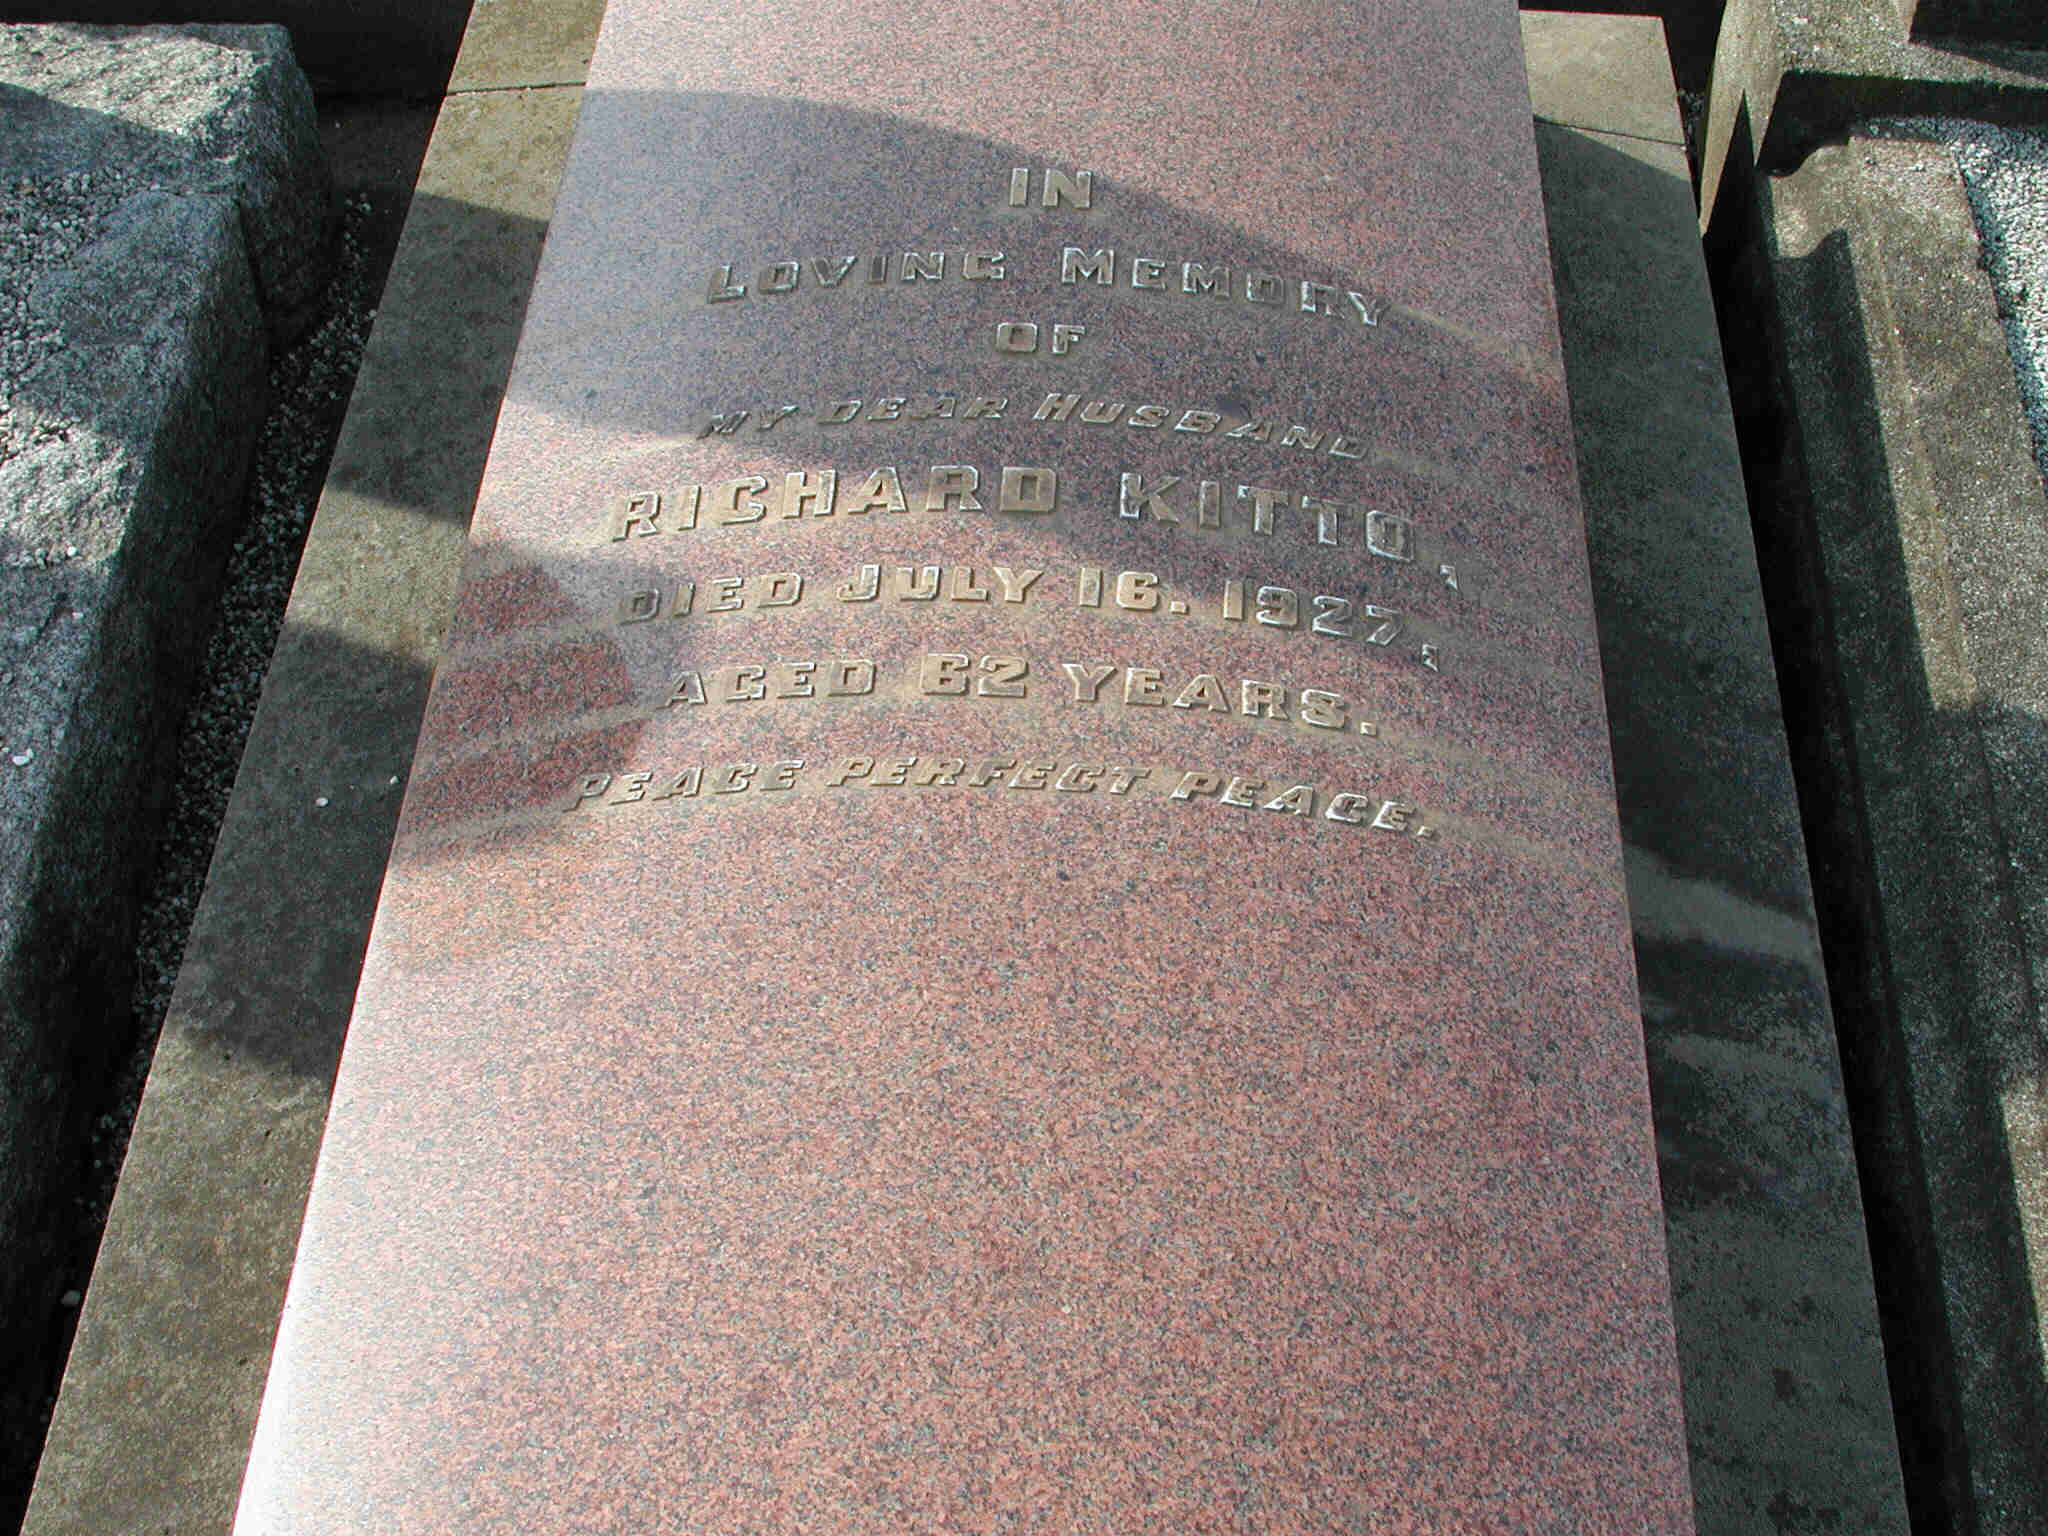 IN
LOVING MEMORY
OF
MY DEAR HUSBAND
RICHARD KITTO,
DIED JULY 16. 1927,
AGED 62 YEARS.
PEACE PERFECT PEACE.